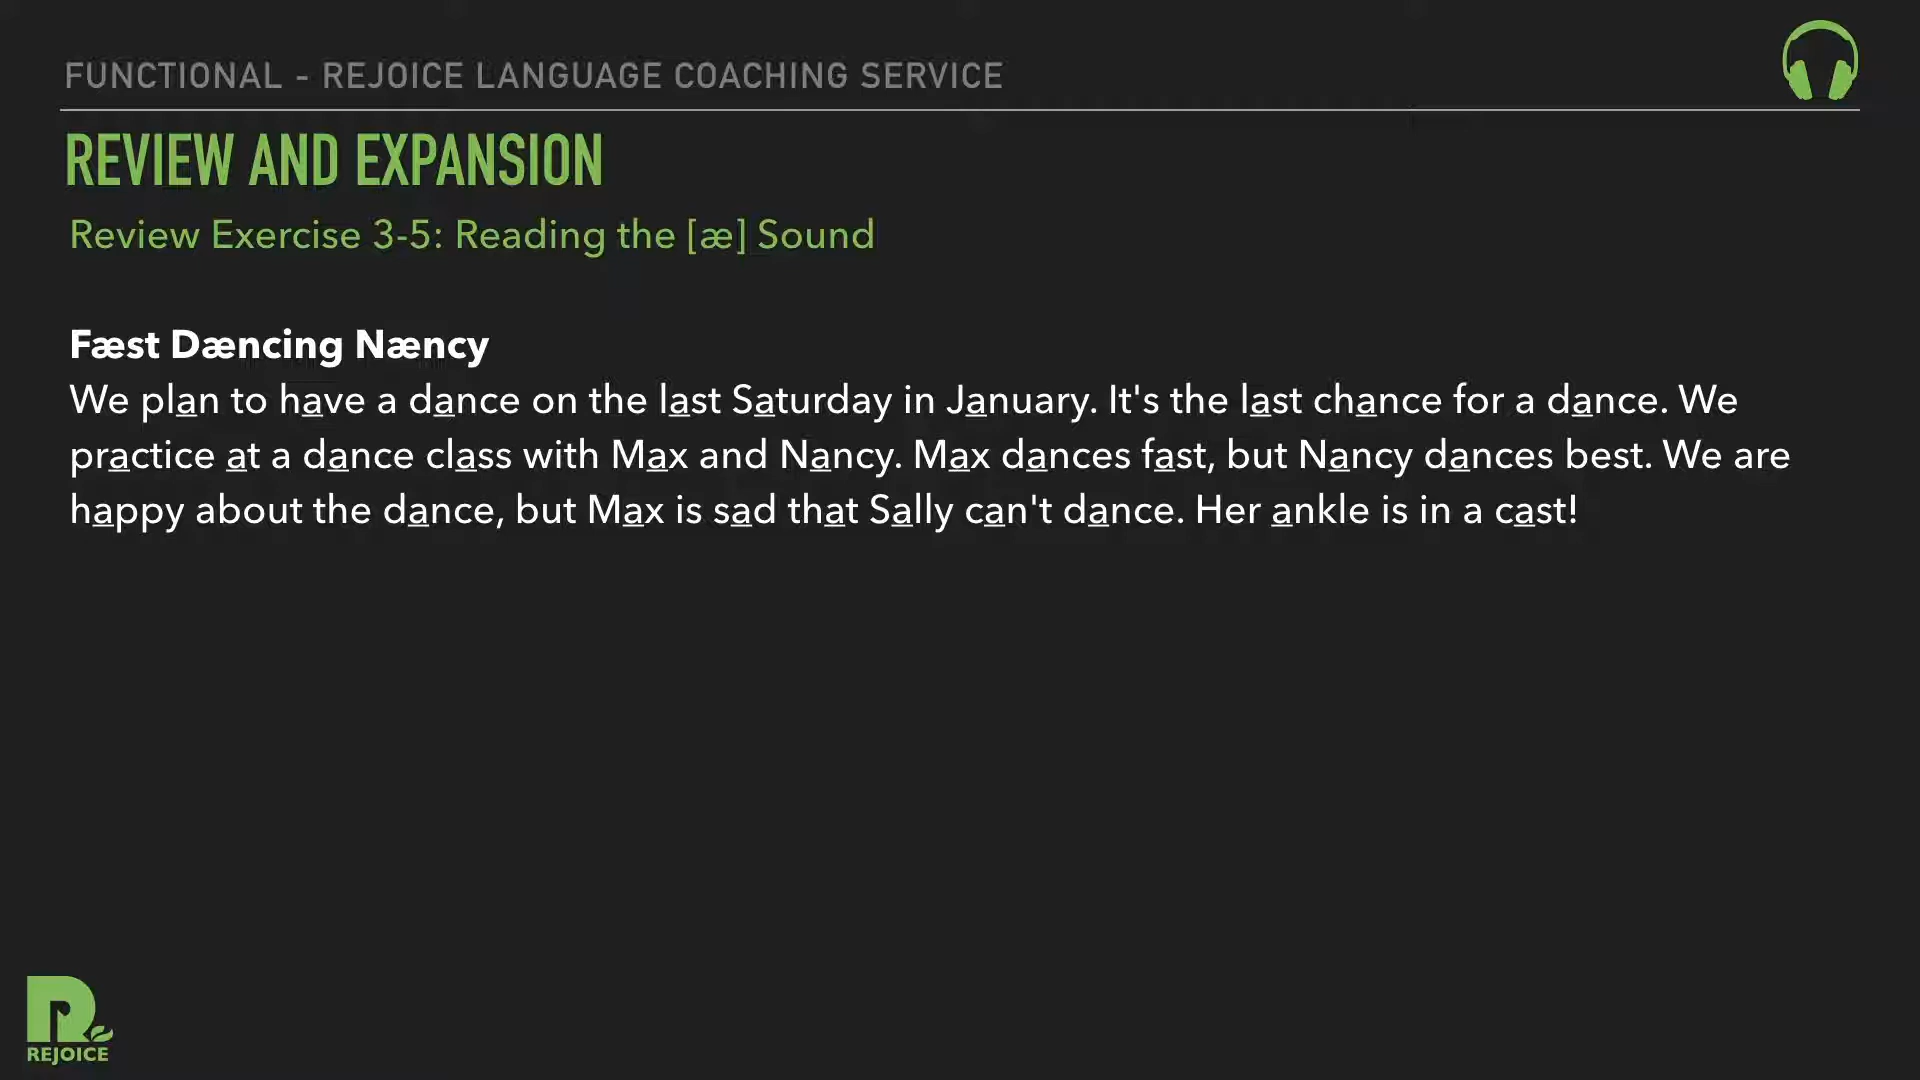 FUNCTIONAL - REJOICE LANGUAGE COACHING SERVICE
REVIEW AND EXPANSION
Review Exercise 3-5: Reading the [æ] Sound
Fæst Dæncing Næncy
We plan to have a dance on the last Saturday in January. It's the last chance for a dance. We
practice at a dance class with Max and Nancy. Max dances fast, but Nancy dances best. We are
happy about the dance, but Max is sad that Sally can't dance. Her ankle is in a cast!
REJOICE